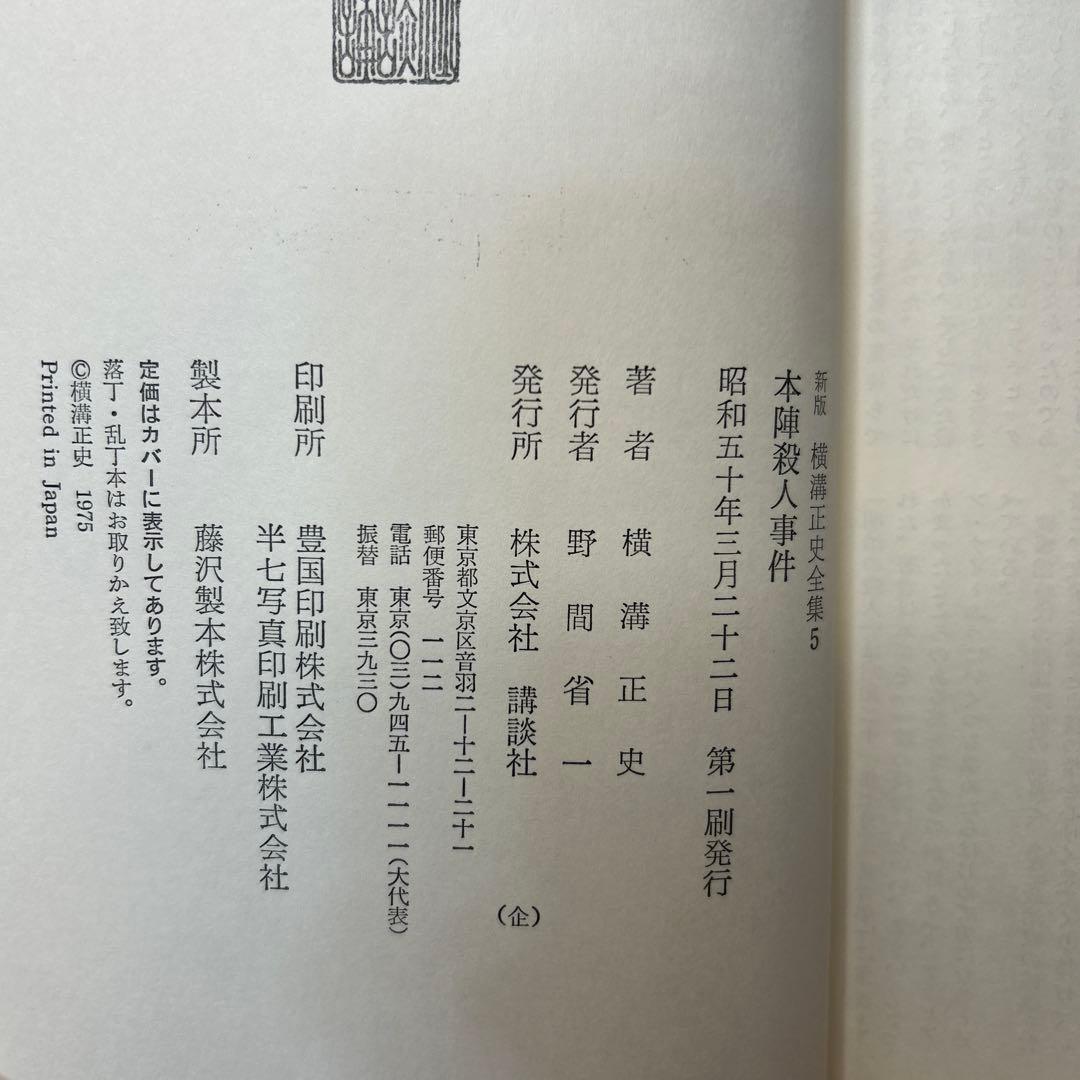 新版 横溝正史全集5
本陣殺人事件
昭和五十年三月二十二日 第一刷発行
著者 横溝正史
発行者 野間省一
発行所 株式会社 講談社 (企)
東京都文京区音羽二ー十二ー二十一
郵便番号 一一二
電話 東京(〇三)九四五ー一一一一(大代表)
振替 東京三九三〇
印刷所 豊国印刷株式会社
半七写真印刷工業株式会社
製本所 藤沢製本株式会社
定価はカバーに表示してあります。
落丁・乱丁本はお取りかえ致します。
©横溝正史 1975
Printed in Japan